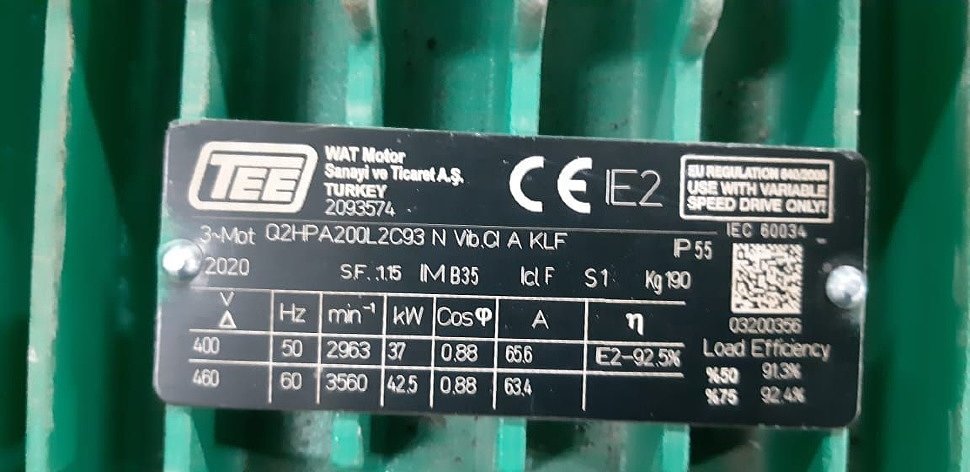 TEE
WAT Motor
Sanayi ve Ticaret A.Ş.
TURKEY
2093574
CE IE2
EU REGULATION 640/2009
USE WITH VARIABLE
SPEED DRIVE ONLY!
3~Mot Q2HPA200L2C93 N Vib.Cl A KLF IP 55 IEC 60034
2020 S.F. 1.15 IM B35 Icl F S1 Kg 190
03200356
V Δ Hz min⁻¹ kW Cosφ A η
400 50 2963 37 0,88 65.6 E2-92,5%
460 60 3560 42.5 0,88 63.4
Load Efficiency
%50 91.3%
%75 92.4%